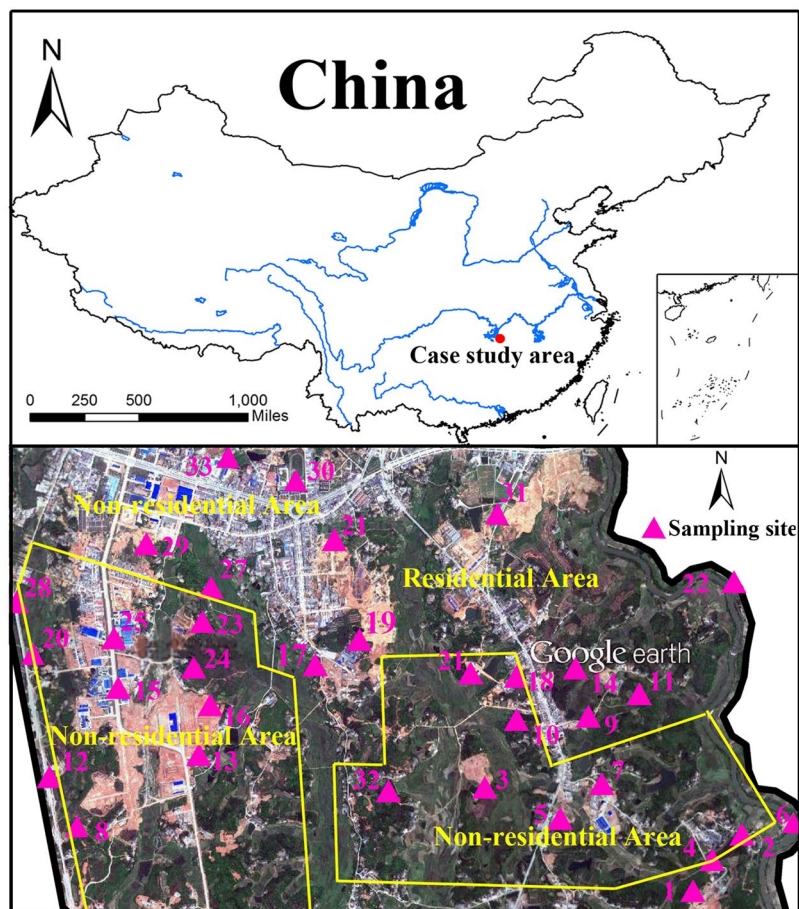 N
China
Case study area
0 250 500 1,000
Miles
N
Sampling site
33
30
Non-residential Area
31
21
29
Residential Area
27
22
28
23
25
19
20
Google earth
24
17
21
18
14
11
15
16
9
10
Non-residential Area
13
12
32
3
7
8
5
6
Non-residential Area
2
4
1